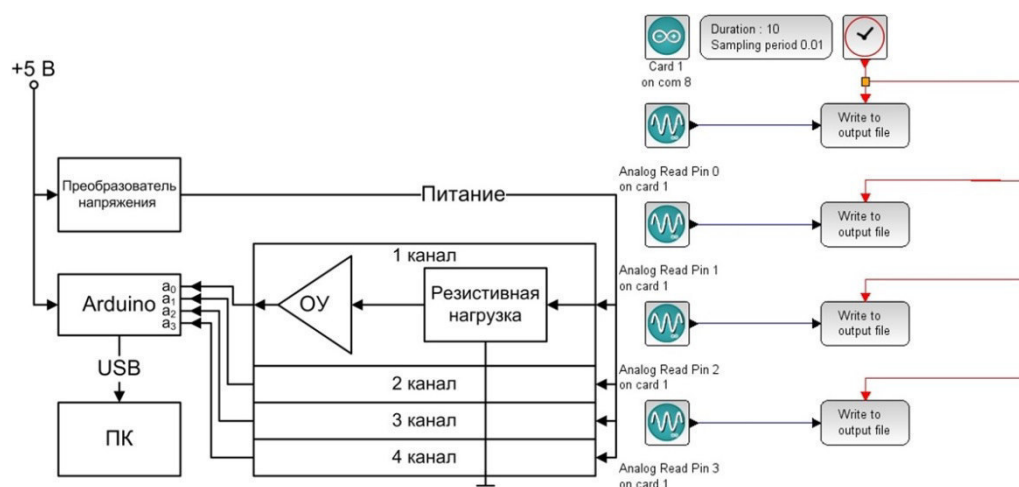 +5 В
Преобразователь
напряжения
Питание
1 канал
ОУ
Резистивная
нагрузка
Arduino
a0
a1
a2
a3
USB
ПК
2 канал
3 канал
4 канал
Card 1
on com 8
Duration : 10
Sampling period 0.01
Write to
output file
Analog Read Pin 0
on card 1
Write to
output file
Analog Read Pin 1
on card 1
Write to
output file
Analog Read Pin 2
on card 1
Write to
output file
Analog Read Pin 3
on card 1